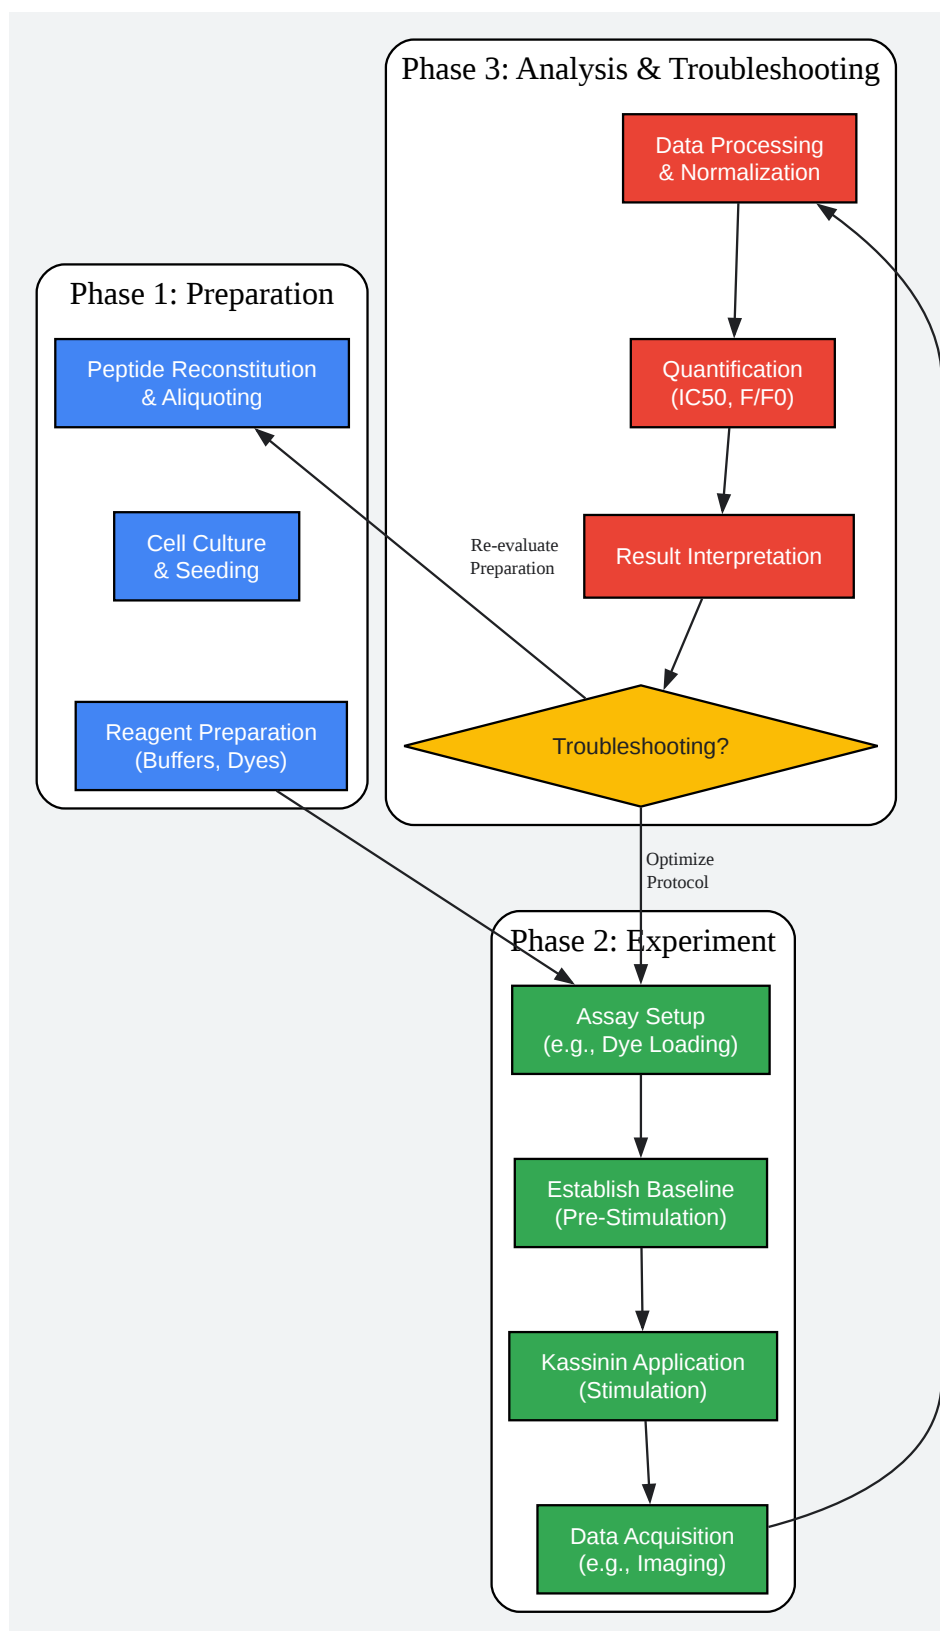 Phase 3: Analysis & Troubleshooting
Data Processing
& Normalization
Quantification
(IC50, F/F0)
Result Interpretation
Troubleshooting?
Phase 1: Preparation
Peptide Reconstitution
& Aliquoting
Cell Culture
& Seeding
Reagent Preparation
(Buffers, Dyes)
Re-evaluate
Preparation
Optimize
Protocol
Phase 2: Experiment
Assay Setup
(e.g., Dye Loading)
Establish Baseline
(Pre-Stimulation)
Kassinin Application
(Stimulation)
Data Acquisition
(e.g., Imaging)